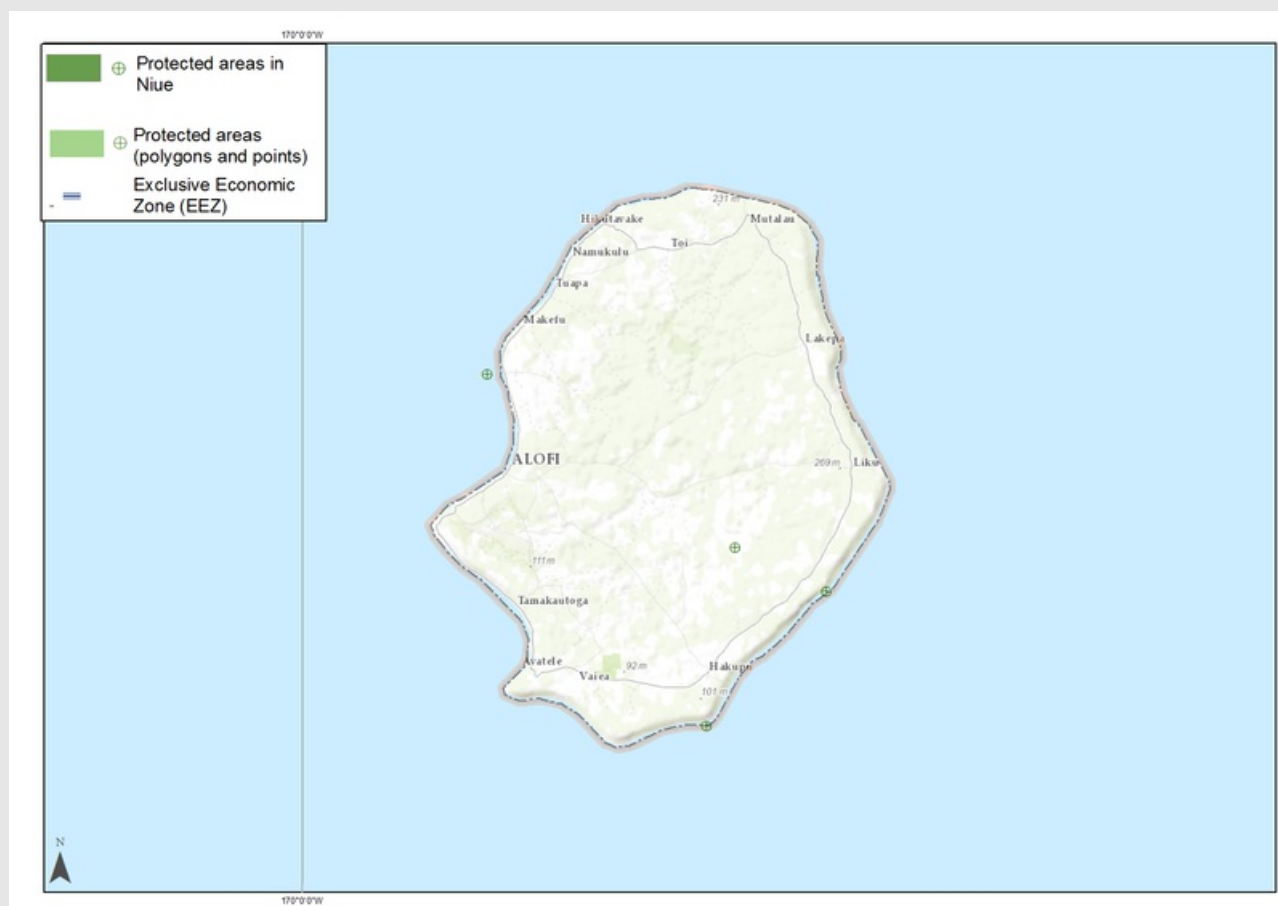 170°0'0"W
Protected areas in
Niue
Protected areas
(polygons and points)
Exclusive Economic
Zone (EEZ)
231 m
Hikutavake
Mutalau
Toi
Namukulu
Tuapa
Makefu
Lakepa
ALOFI
269 m
Liku
111 m
Tamakautoga
Avatele
Vaiea
92 m
Hakupu
101 m
N
170°0'0"W